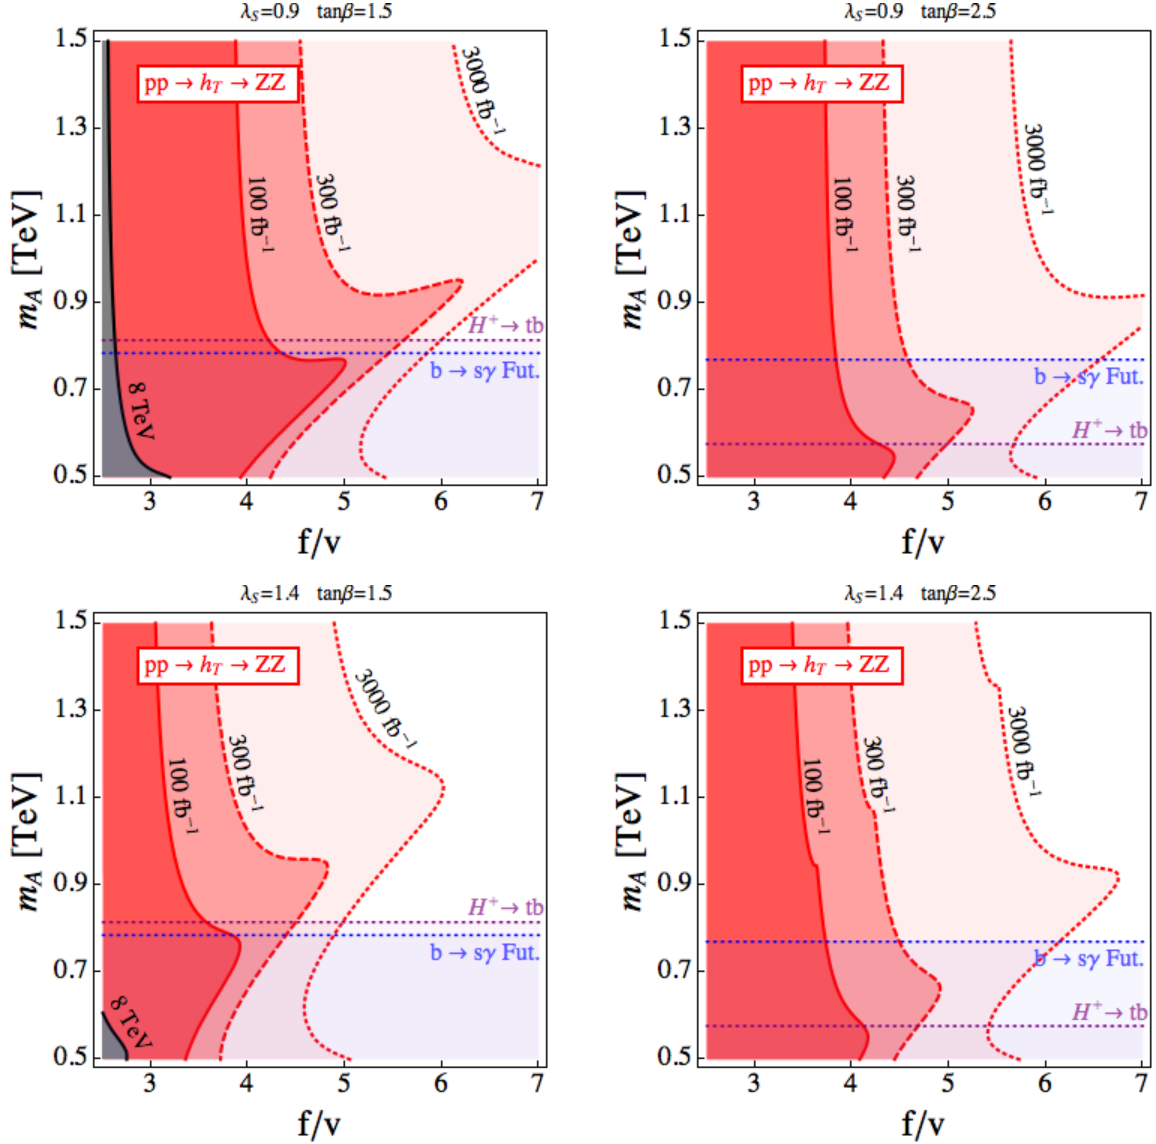 λS=0.9 tanβ=1.5
1.5
1.3
1.1
0.9
0.7
0.5
mA [TeV]
pp → hT → ZZ
8 TeV
100 fb−1
300 fb−1
3000 fb−1
H+→ tb
b → sγ Fut.
3 4 5 6 7
f/v
λS=0.9 tanβ=2.5
1.5
1.3
1.1
0.9
0.7
0.5
mA [TeV]
pp → hT → ZZ
100 fb−1
300 fb−1
3000 fb−1
b → sγ Fut.
H+→ tb
3 4 5 6 7
f/v
λS=1.4 tanβ=1.5
1.5
1.3
1.1
0.9
0.7
0.5
mA [TeV]
pp → hT → ZZ
8 TeV
100 fb−1
300 fb−1
3000 fb−1
H+→ tb
b → sγ Fut.
3 4 5 6 7
f/v
λS=1.4 tanβ=2.5
1.5
1.3
1.1
0.9
0.7
0.5
mA [TeV]
pp → hT → ZZ
100 fb−1
300 fb−1
3000 fb−1
b → sγ Fut.
H+→ tb
3 4 5 6 7
f/v